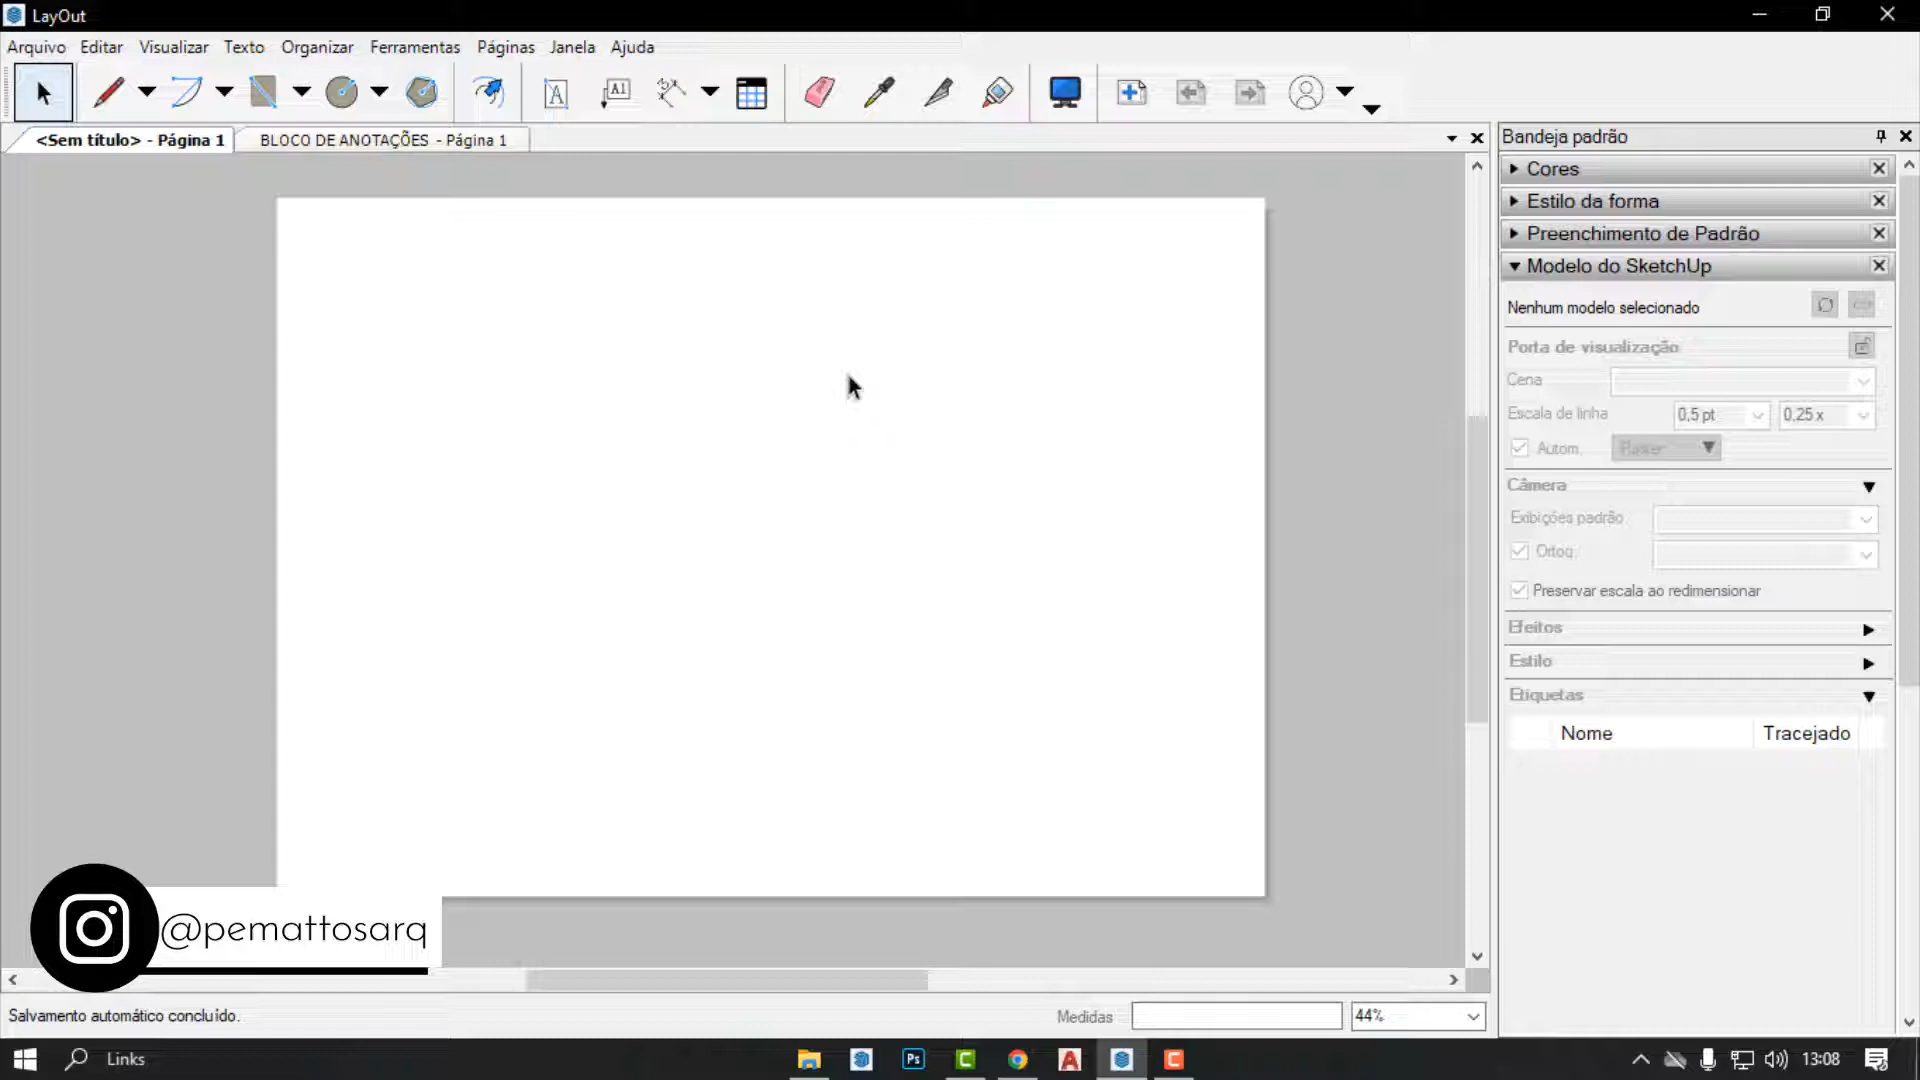 LayOut
Arquivo Editar Visualizar Texto Organizar Ferramentas Páginas Janela Ajuda
A A1
<Sem título> - Página 1 BLOCO DE ANOTAÇÕES - Página 1
Bandeja padrão
Cores
Estilo da forma
Preenchimento de Padrão
Modelo do SketchUp
Nenhum modelo selecionado
Porta de visualização
Cena
Escala de linha 0,5 pt 0,25 x
Autom. Raster
Câmera
Exibições padrão
Ortog.
Preservar escala ao redimensionar
Efeitos
Estilo
Etiquetas
Nome Tracejado
@pemattosarq
Salvamento automático concluído.
Medidas 44%
Links Ps C A C 13:08